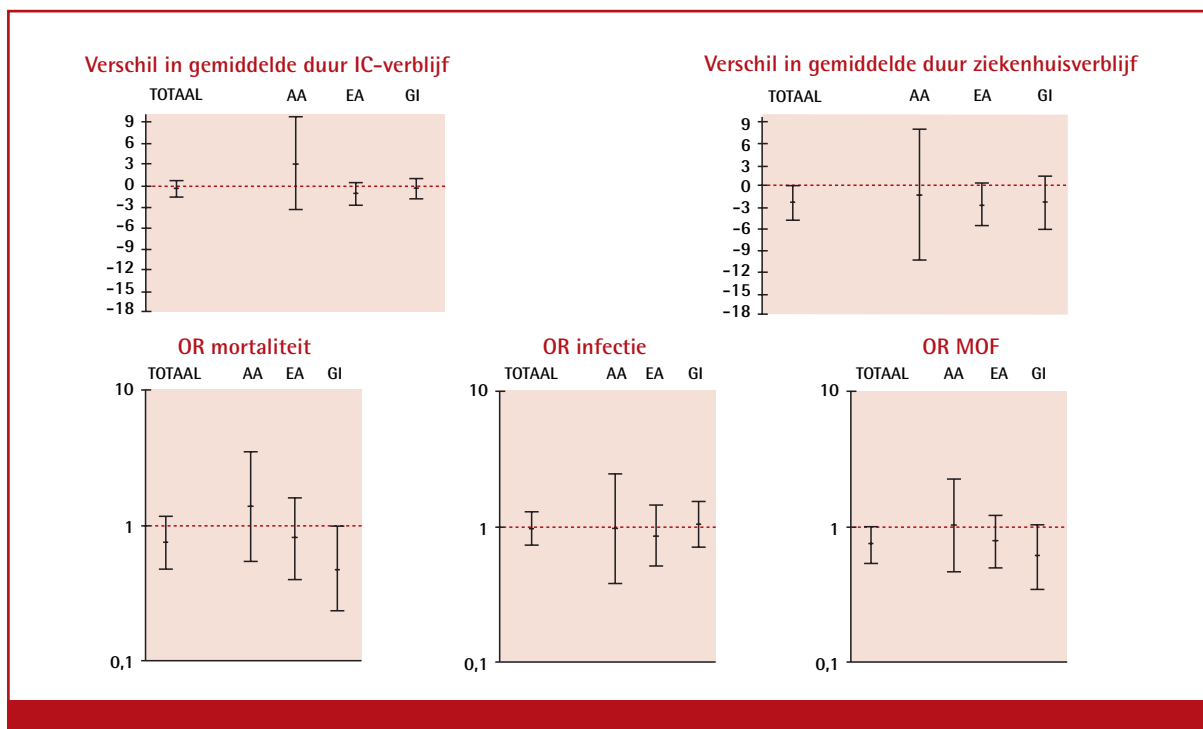 Verschil in gemiddelde duur IC-verblijf
TOTAAL AA EA GI
9
6
3
0
-3
-6
-9
-12
-15
-18
Verschil in gemiddelde duur ziekenhuisverblijf
TOTAAL AA EA GI
9
6
3
0
-3
-6
-9
-12
-15
-18
OR mortaliteit
TOTAAL AA EA GI
10
1
0,1
OR infectie
TOTAAL AA EA GI
10
1
0,1
OR MOF
TOTAAL AA EA GI
10
1
0,1